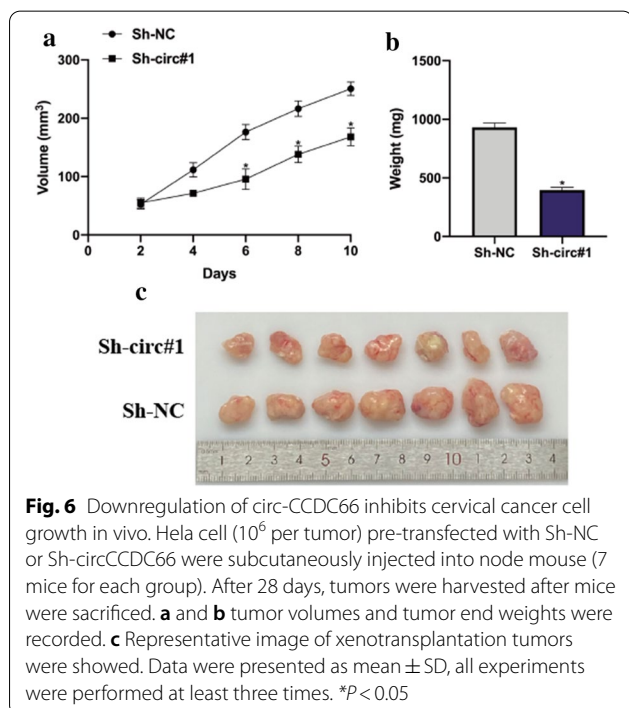 a
Sh-NC
Sh-circ#1
Volume (mm³)
300
200
100
0
0
2
4
6
8
10
*
*
*
Days
b
Weight (mg)
1500
1000
500
0
*
Sh-NC
Sh-circ#1
c
Sh-circ#1
Sh-NC
1 2 3 4 5 6 7 8 9 10 1 2 3 4
Fig. 6 Downregulation of circ-CCDC66 inhibits cervical cancer cell
growth in vivo. Hela cell (10⁶ per tumor) pre-transfected with Sh-NC
or Sh-circCCDC66 were subcutaneously injected into node mouse (7
mice for each group). After 28 days, tumors were harvested after mice
were sacrificed. a and b tumor volumes and tumor end weights were
recorded. c Representative image of xenotransplantation tumors
were showed. Data were presented as mean ± SD, all experiments
were performed at least three times. *P < 0.05